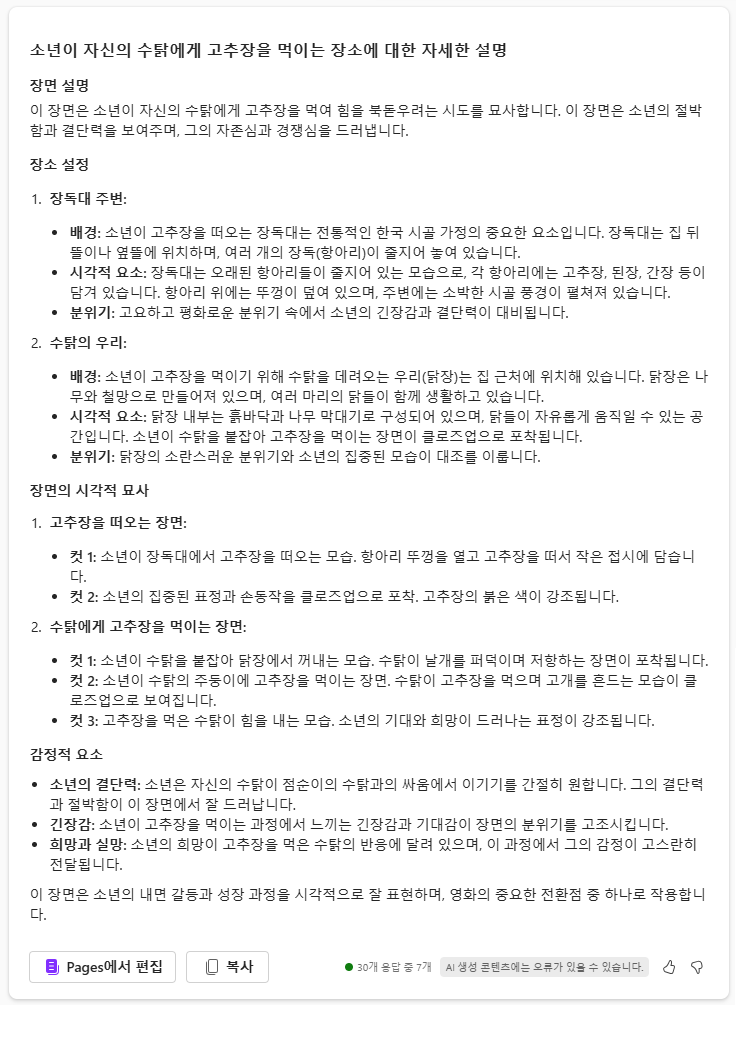 소년이 자신의 수탉에게 고추장을 먹이는 장소에 대한 자세한 설명
장면 설명
이 장면은 소년이 자신의 수탉에게 고추장을 먹여 힘을 북돋우려는 시도를 묘사합니다. 이 장면은 소년의 절박
함과 결단력을 보여주며, 그의 자존심과 경쟁심을 드러냅니다.
장소 설정
1. 장독대 주변:
• 배경: 소년이 고추장을 떠오는 장독대는 전통적인 한국 시골 가정의 중요한 요소입니다. 장독대는 집 뒤
뜰이나 옆뜰에 위치하며, 여러 개의 장독(항아리)이 줄지어 놓여 있습니다.
• 시각적 요소: 장독대는 오래된 항아리들이 줄지어 있는 모습으로, 각 항아리에는 고추장, 된장, 간장 등이
담겨 있습니다. 항아리 위에는 뚜껑이 덮여 있으며, 주변에는 소박한 시골 풍경이 펼쳐져 있습니다.
• 분위기: 고요하고 평화로운 분위기 속에서 소년의 긴장감과 결단력이 대비됩니다.
2. 수탉의 우리:
• 배경: 소년이 고추장을 먹이기 위해 수탉을 데려오는 우리(닭장)는 집 근처에 위치해 있습니다. 닭장은 나
무와 철망으로 만들어져 있으며, 여러 마리의 닭들이 함께 생활하고 있습니다.
• 시각적 요소: 닭장 내부는 흙바닥과 나무 막대기로 구성되어 있으며, 닭들이 자유롭게 움직일 수 있는 공
간입니다. 소년이 수탉을 붙잡아 고추장을 먹이는 장면이 클로즈업으로 포착됩니다.
• 분위기: 닭장의 소란스러운 분위기와 소년의 집중된 모습이 대조를 이룹니다.
장면의 시각적 묘사
1. 고추장을 떠오는 장면:
• 컷 1: 소년이 장독대에서 고추장을 떠오는 모습. 항아리 뚜껑을 열고 고추장을 떠서 작은 접시에 담습니
다.
• 컷 2: 소년의 집중된 표정과 손동작을 클로즈업으로 포착. 고추장의 붉은 색이 강조됩니다.
2. 수탉에게 고추장을 먹이는 장면:
• 컷 1: 소년이 수탉을 붙잡아 닭장에서 꺼내는 모습. 수탉이 날개를 퍼덕이며 저항하는 장면이 포착됩니다.
• 컷 2: 소년이 수탉의 주둥이에 고추장을 먹이는 장면. 수탉이 고추장을 먹으며 고개를 흔드는 모습이 클
로즈업으로 보여집니다.
• 컷 3: 고추장을 먹은 수탉이 힘을 내는 모습. 소년의 기대와 희망이 드러나는 표정이 강조됩니다.
감정적 요소
• 소년의 결단력: 소년은 자신의 수탉이 점순이의 수탉과의 싸움에서 이기기를 간절히 원합니다. 그의 결단력
과 절박함이 이 장면에서 잘 드러납니다.
• 긴장감: 소년이 고추장을 먹이는 과정에서 느끼는 긴장감과 기대감이 장면의 분위기를 고조시킵니다.
• 희망과 실망: 소년의 희망이 고추장을 먹은 수탉의 반응에 달려 있으며, 이 과정에서 그의 감정이 고스란히
전달됩니다.
이 장면은 소년의 내면 갈등과 성장 과정을 시각적으로 잘 표현하며, 영화의 중요한 전환점 중 하나로 작용합니
다.
Pages에서 편집 복사 30개 응답 중 7개 AI 생성 콘텐츠에는 오류가 있을 수 있습니다.